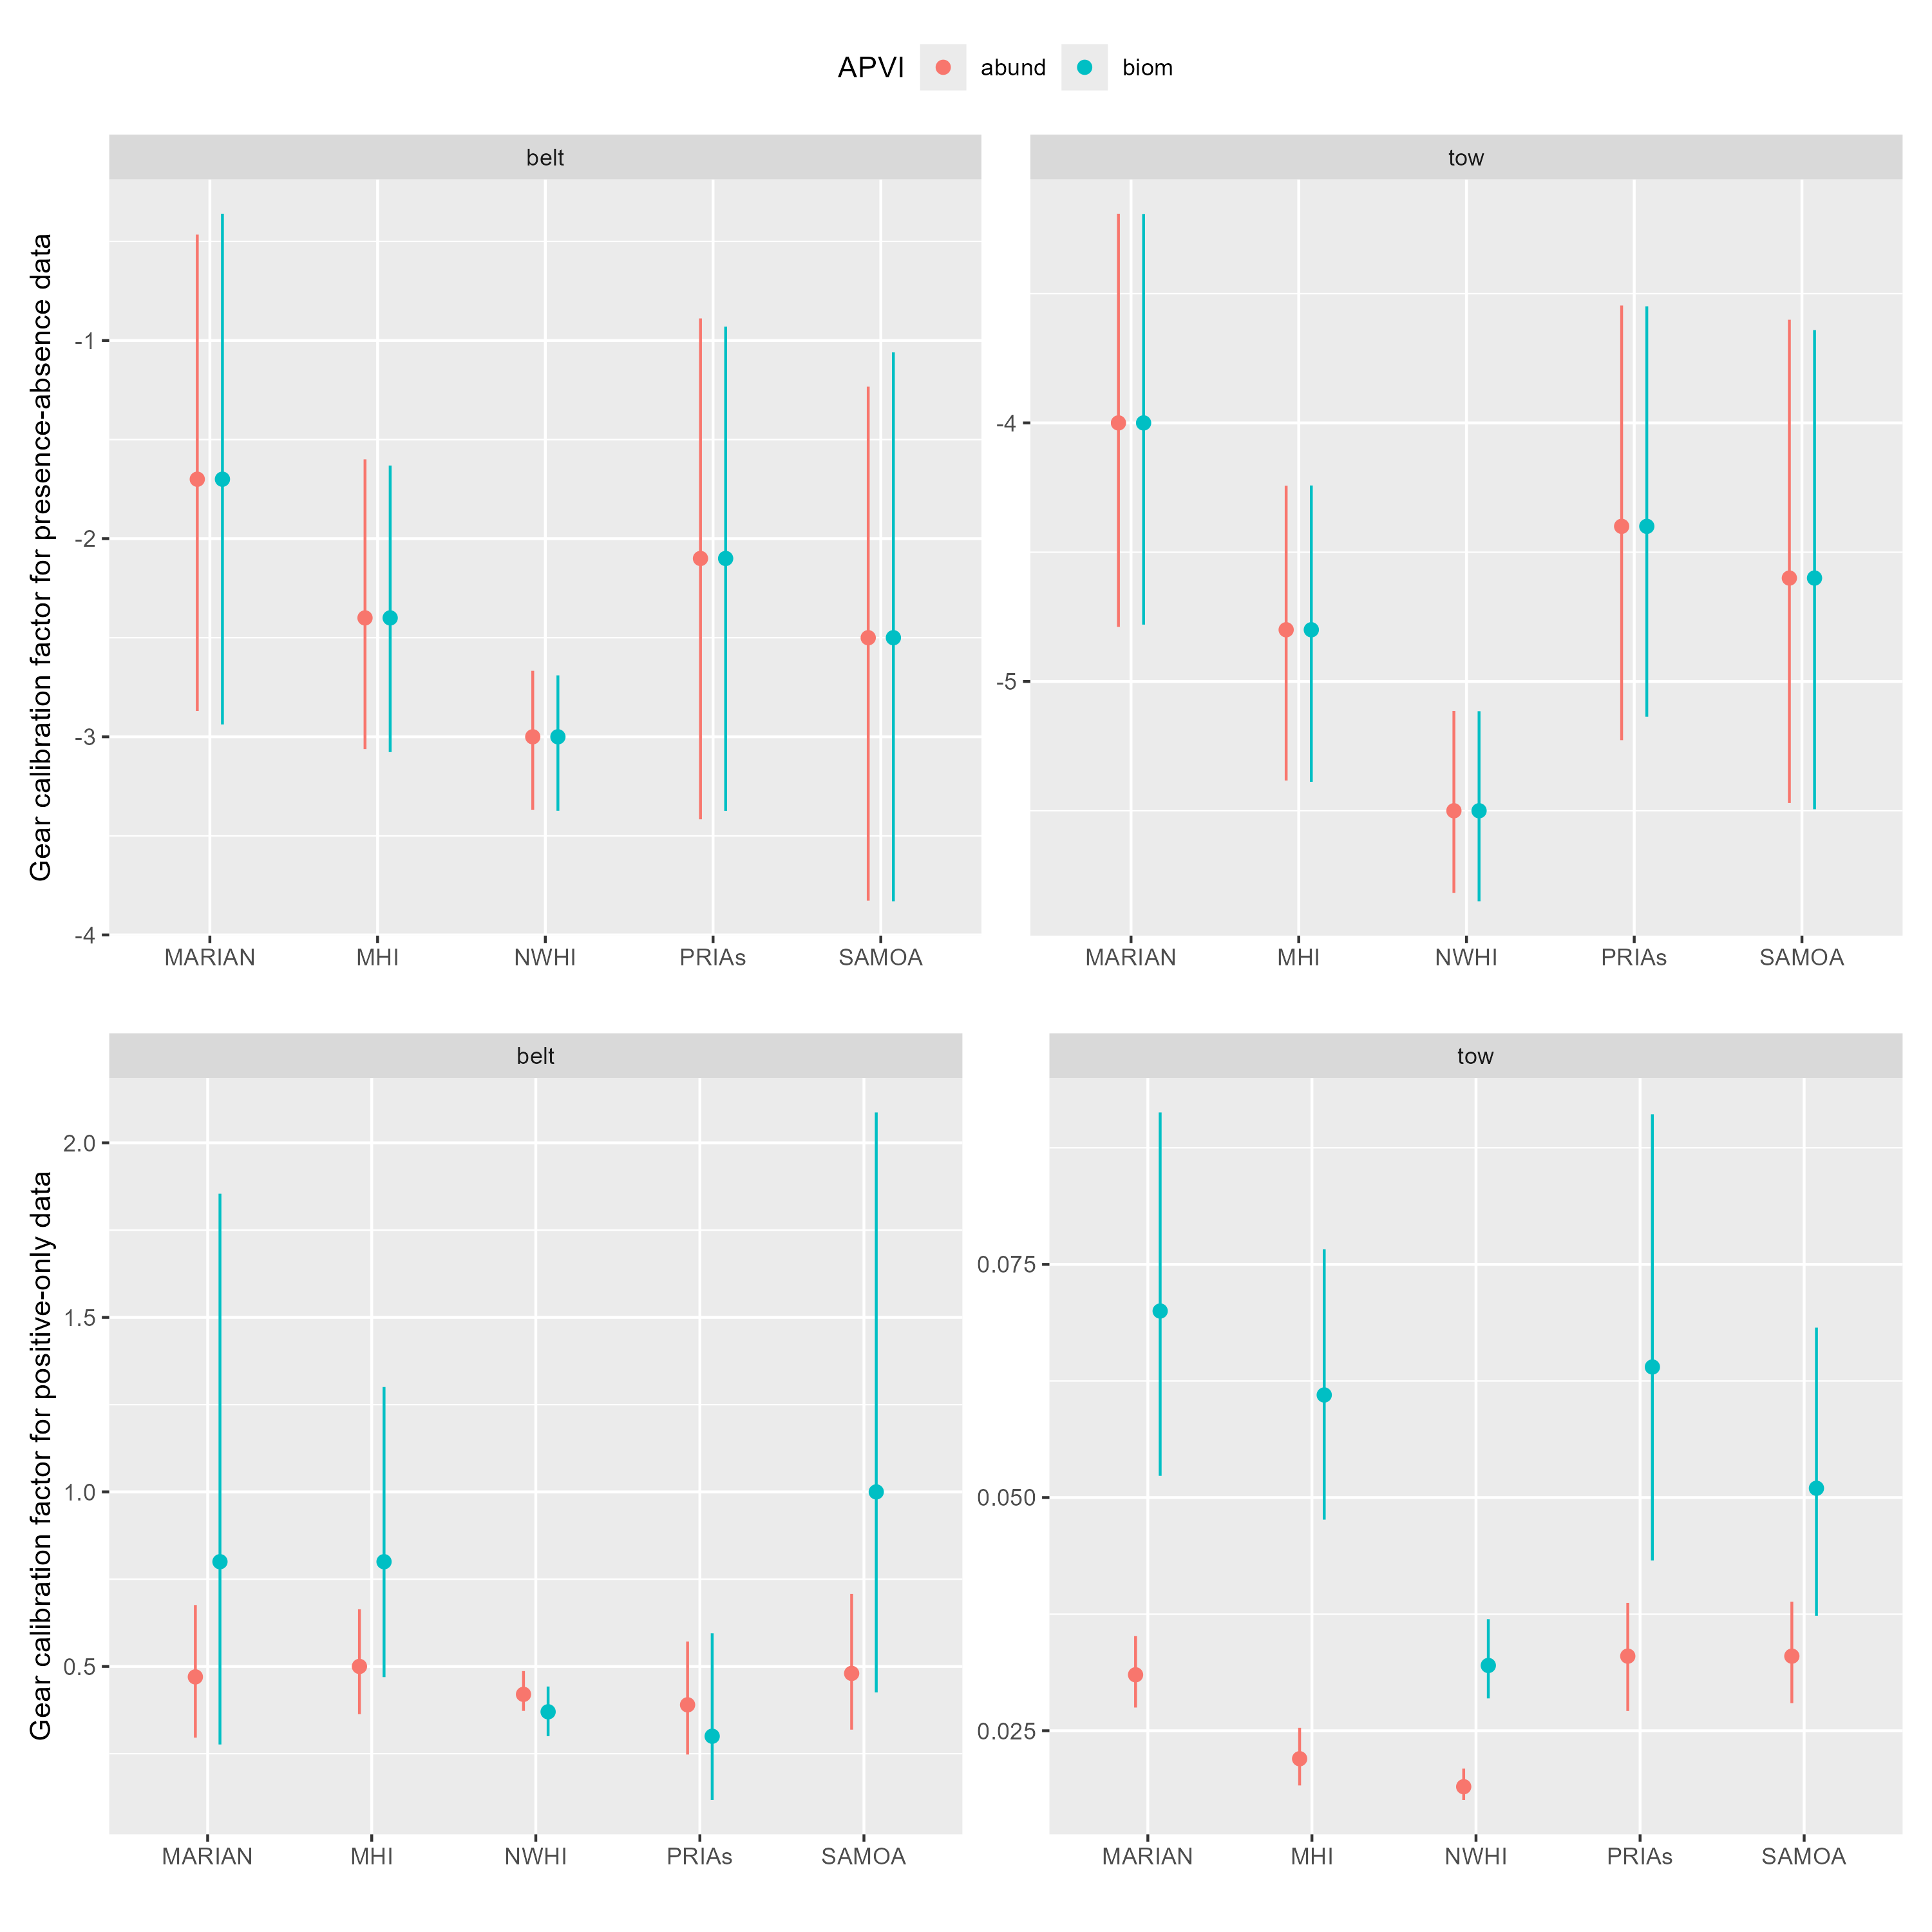 APVI abund biom
belt tow
Gear calibration factor for presence-absence data
-1
-2
-3
-4
-4
-5
MARIAN MHI NWHI PRIAs SAMOA
MARIAN MHI NWHI PRIAs SAMOA
belt tow
Gear calibration factor for positive-only data
2.0
1.5
1.0
0.5
0.075
0.050
0.025
MARIAN MHI NWHI PRIAs SAMOA
MARIAN MHI NWHI PRIAs SAMOA